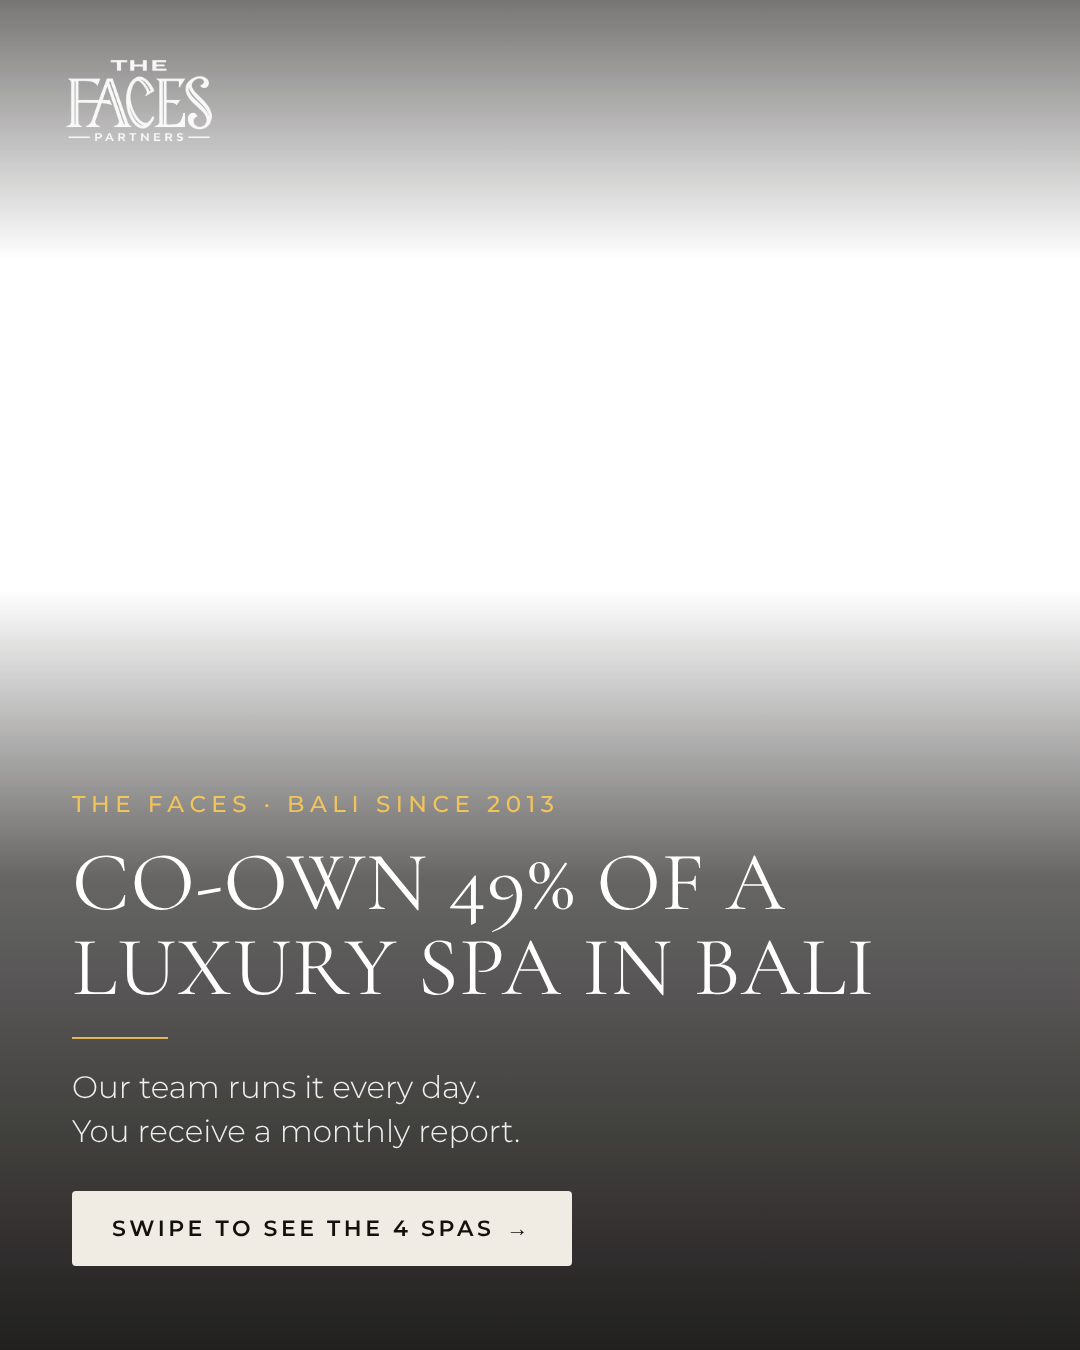 THE
FACES
PARTNERS
THE FACES · BALI SINCE 2013
CO-OWN 49% OF A
LUXURY SPA IN BALI
Our team runs it every day.
You receive a monthly report.
SWIPE TO SEE THE 4 SPAS →